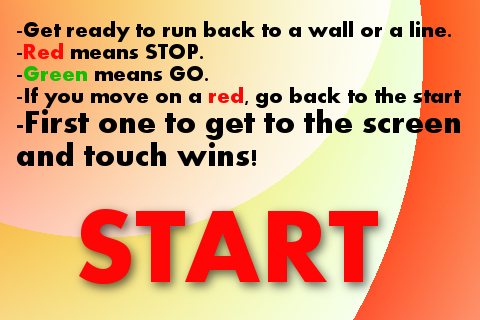 -Get ready to run back to a wall or a line.
-Red means STOP.
-Green means GO.
-If you move on a red, go back to the start
-First one to get to the screen
and touch wins!
START